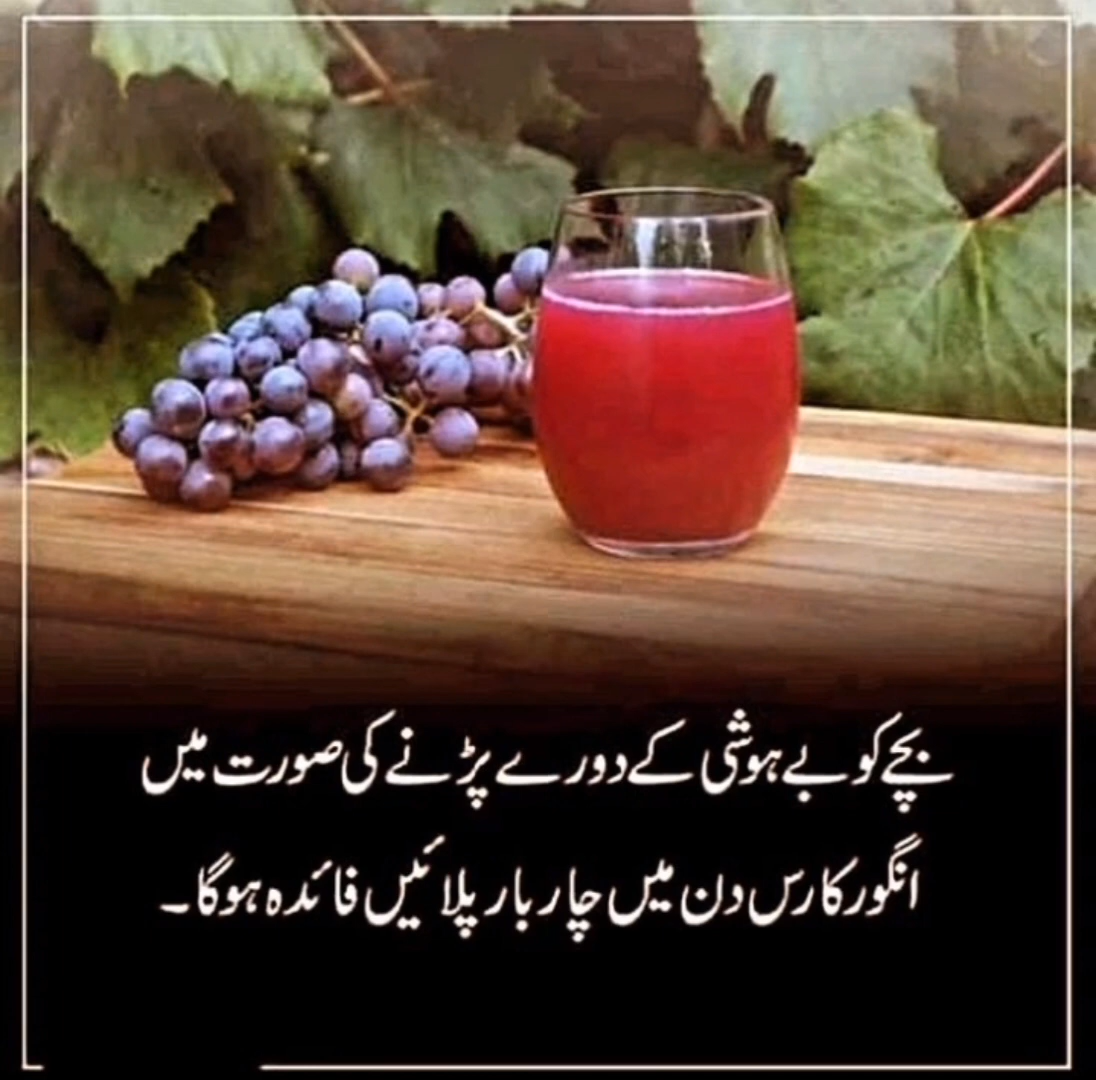 بچے کو بے ہوشی کے دورے پڑنے کی صورت میں
انگور کا رس دن میں چار بار پلائیں فائدہ ہوگا۔